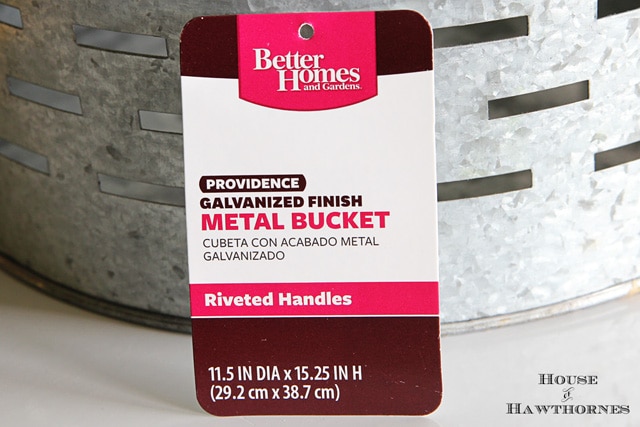 Better
Homes
and Gardens
PROVIDENCE
GALVANIZED FINISH
METAL BUCKET
CUBETA CON ACABADO METAL
GALVANIZADO
Riveted Handles
11.5 IN DIA x 15.25 IN H
(29.2 cm x 38.7 cm)
HOUSE
of
HAWTHORNES